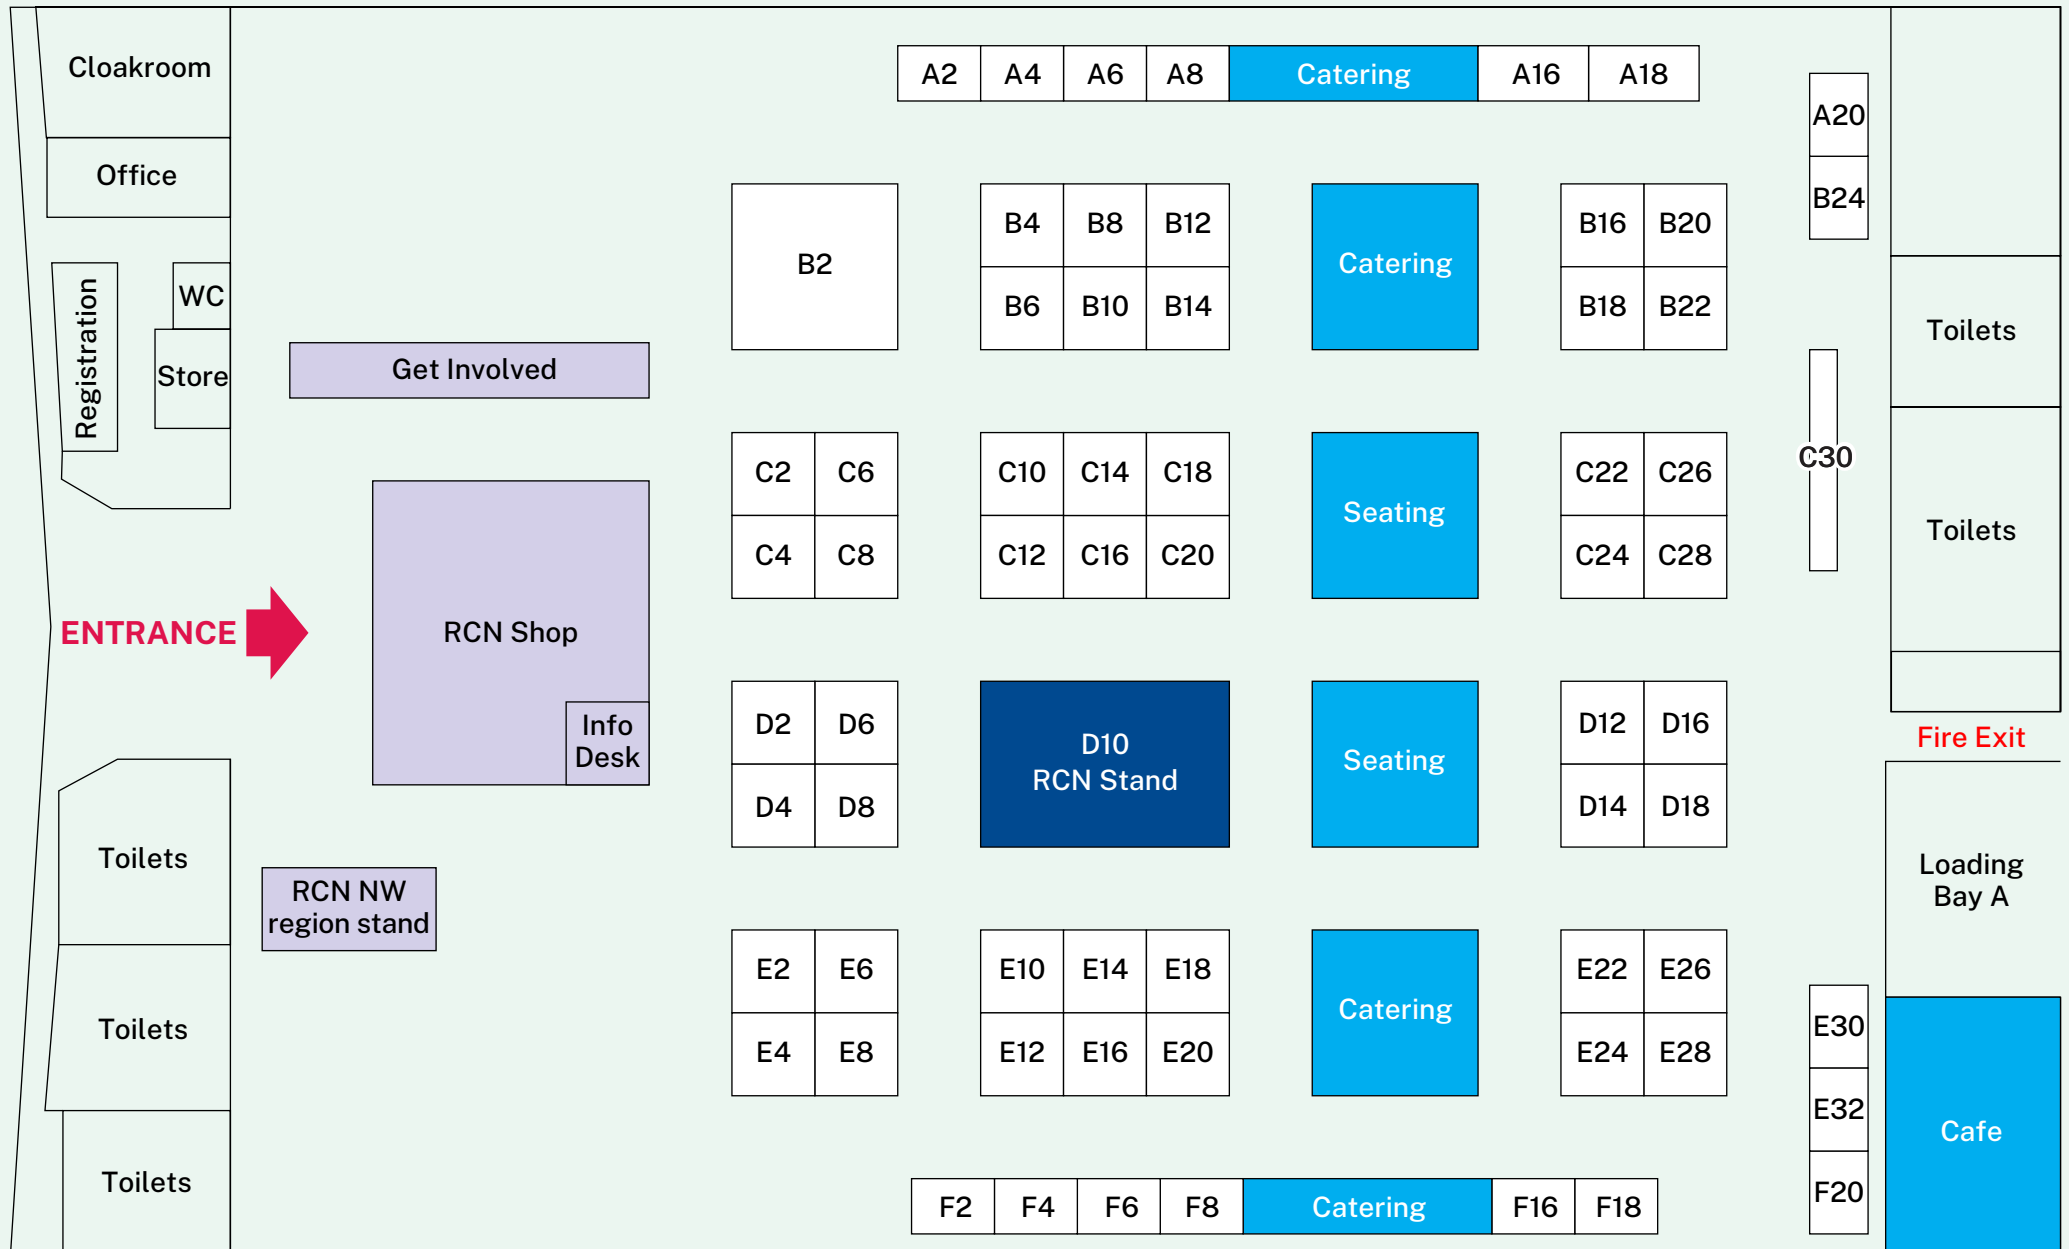 Cloakroom
Office
Registration
WC
Store
Get Involved
ENTRANCE
RCN Shop
Info
Desk
Toilets
RCN NW
region stand
Toilets
Toilets
A2 A4 A6 A8 Catering A16 A18
A20
B24
B2
B4 B8 B12
B6 B10 B14
Catering
B16 B20
B18 B22
C2 C6
C4 C8
C10 C14 C18
C12 C16 C20
Seating
C22 C26
C24 C28
C30
D2 D6
D4 D8
D10
RCN Stand
Seating
D12 D16
D14 D18
E2 E6
E4 E8
E10 E14 E18
E12 E16 E20
Catering
E22 E26
E24 E28
E30
E32
F20
F2 F4 F6 F8 Catering F16 F18
Toilets
Toilets
Fire Exit
Loading
Bay A
Cafe